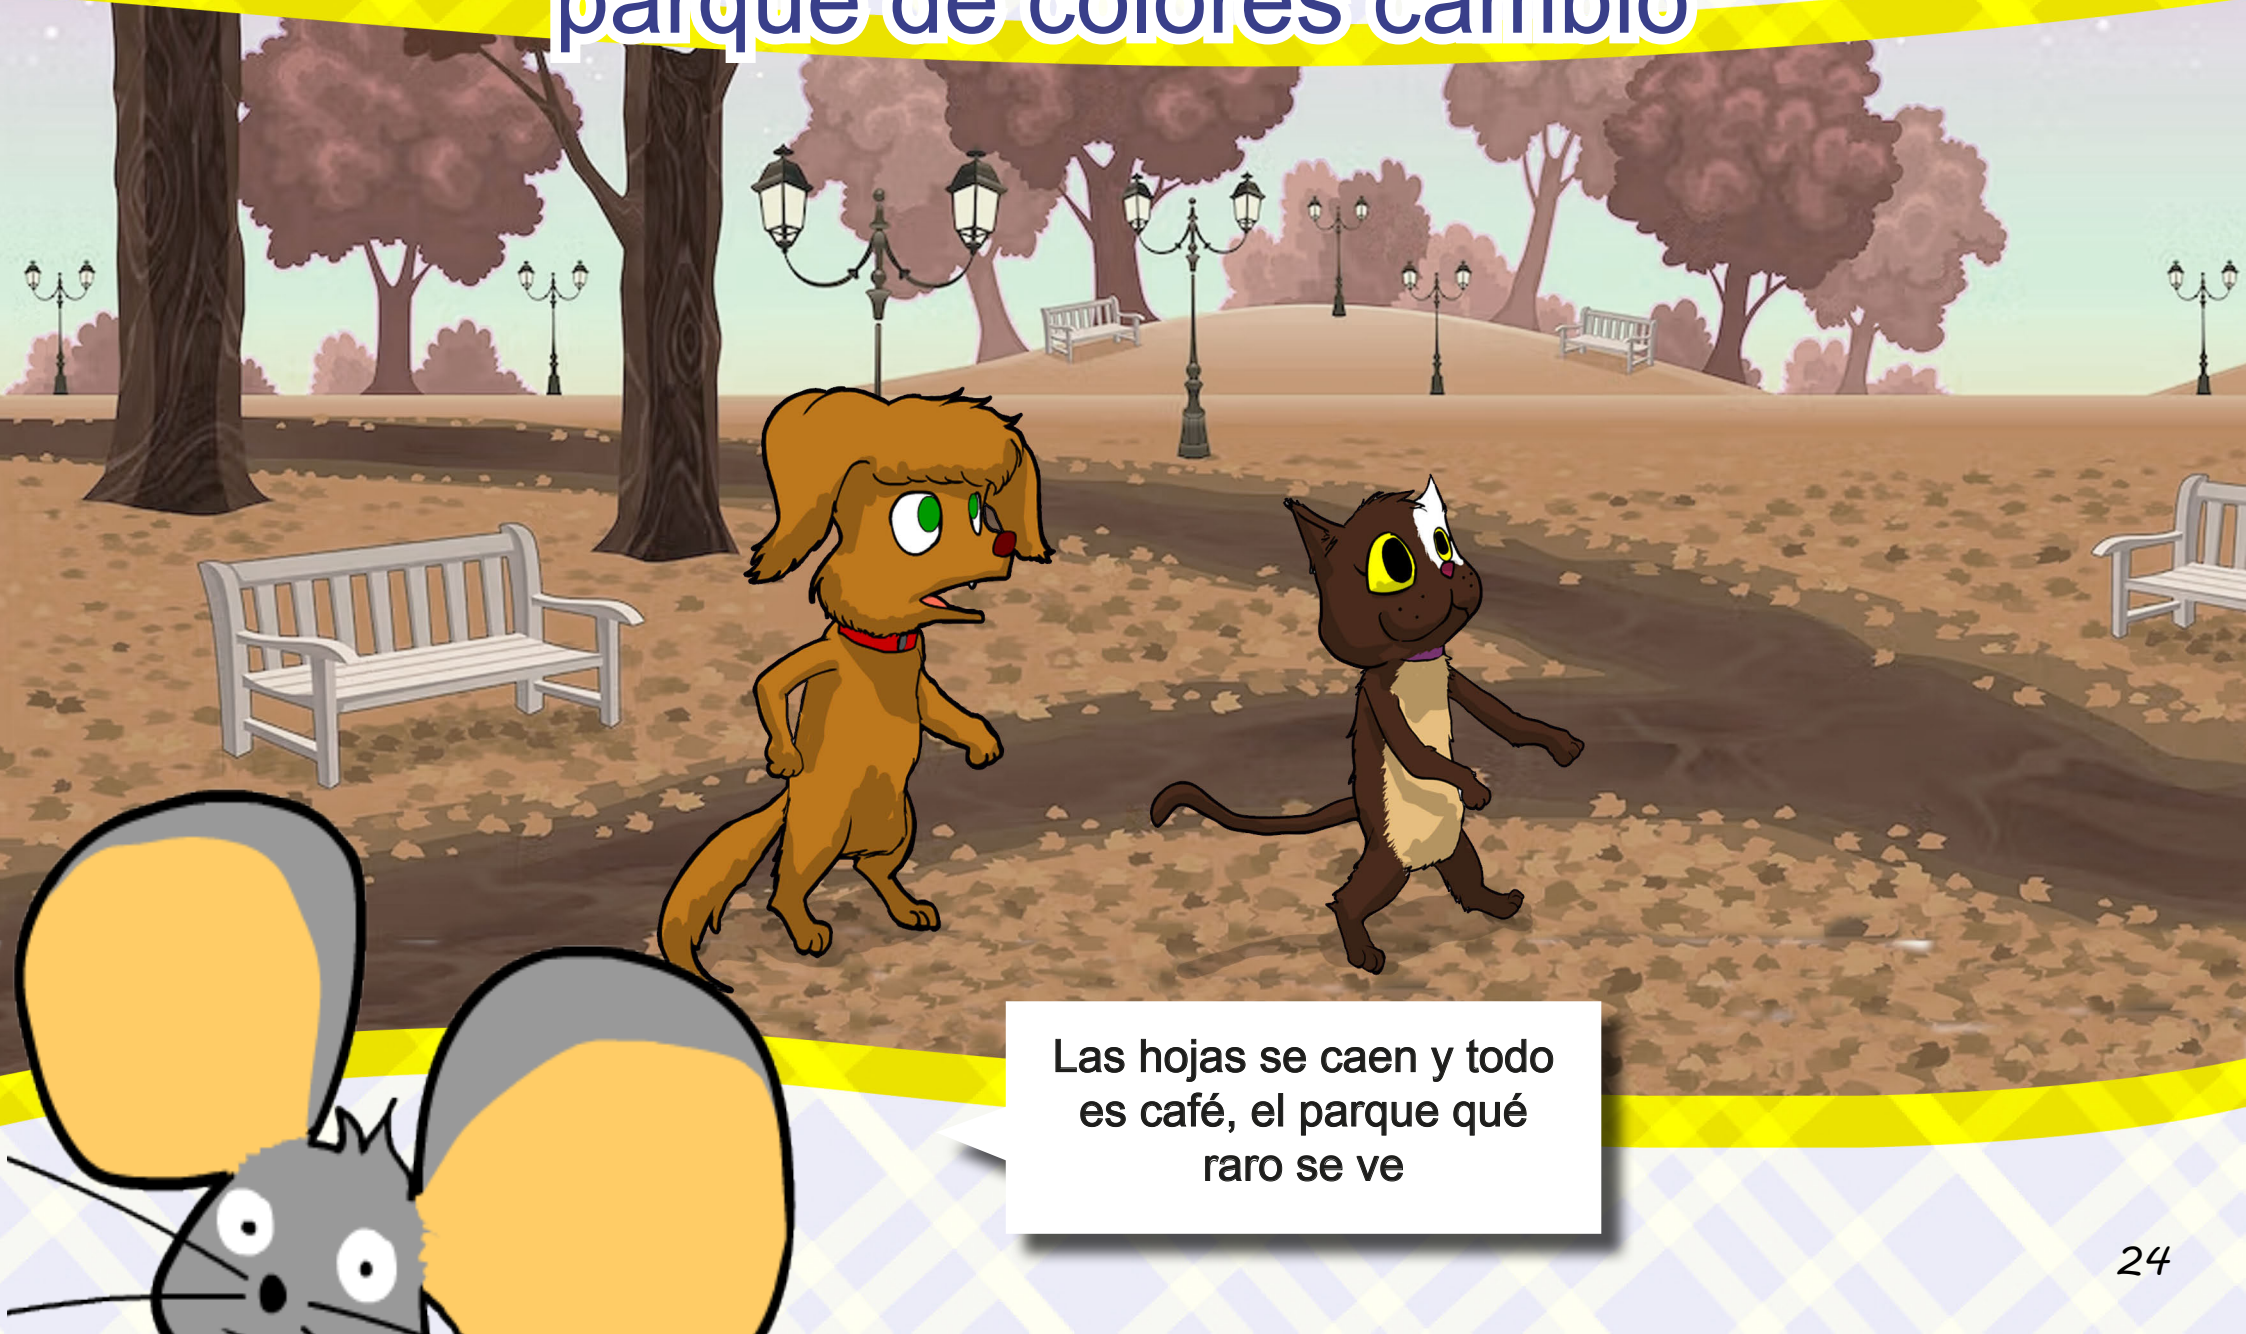 parque de colores cambió
Las hojas se caen y todo
es café, el parque qué
raro se ve
24